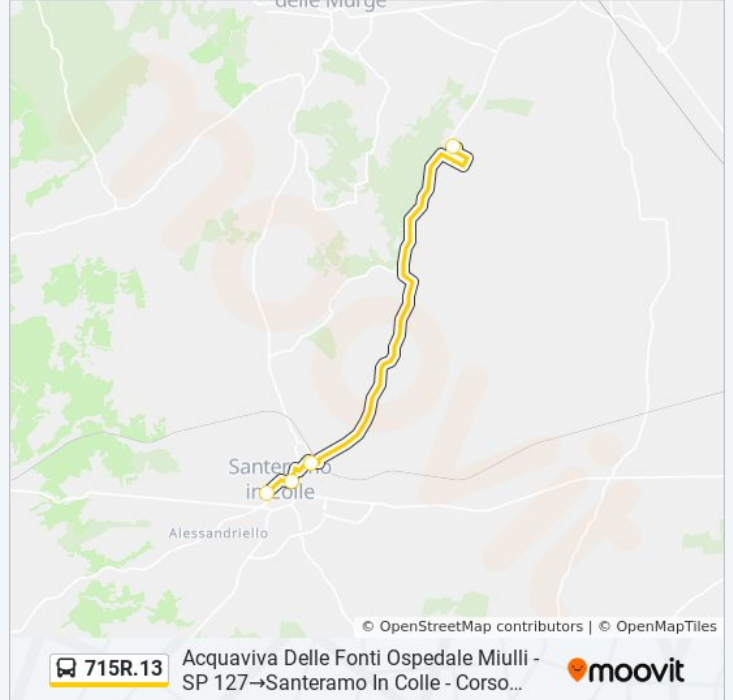 delle Murge
Santeramo
in Colle
Alessandriello
© OpenStreetMap contributors | © OpenMapTiles
715R.13
Acquaviva Delle Fonti Ospedale Miulli -
SP 127→Santeramo In Colle - Corso...
moovit
moovit